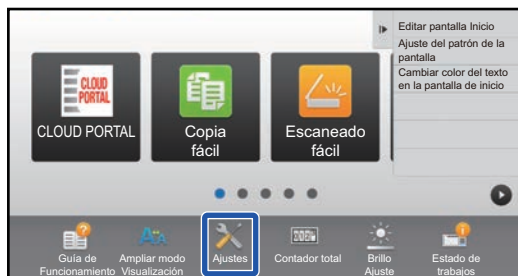 Editar pantalla Inicio
Ajuste del patrón de la
pantalla
Cambiar color del texto
en la pantalla de inicio
CLOUD
PORTAL
CLOUD PORTAL
Copia
fácil
Escaneado
fácil
Guía de
Funcionamiento
Ampliar modo
Visualización
Ajustes
Contador total
Brillo
Ajuste
Estado de
trabajos